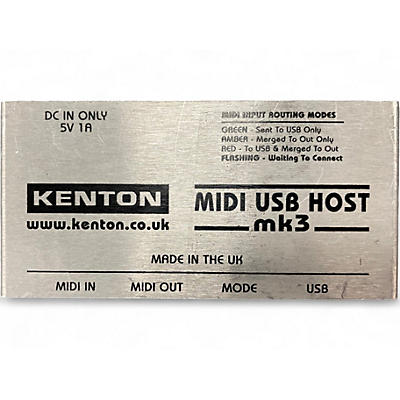 DC IN ONLY
5V 1A
MIDI INPUT ROUTING MODES
GREEN - Sent To USB Only
AMBER - Merged To Out Only
RED - To USB & Merged To Out
FLASHING - Waiting To Connect
KENTON
www.kenton.co.uk
MIDI USB HOST
mk3
MADE IN THE UK
MIDI IN
MIDI OUT
MODE
USB